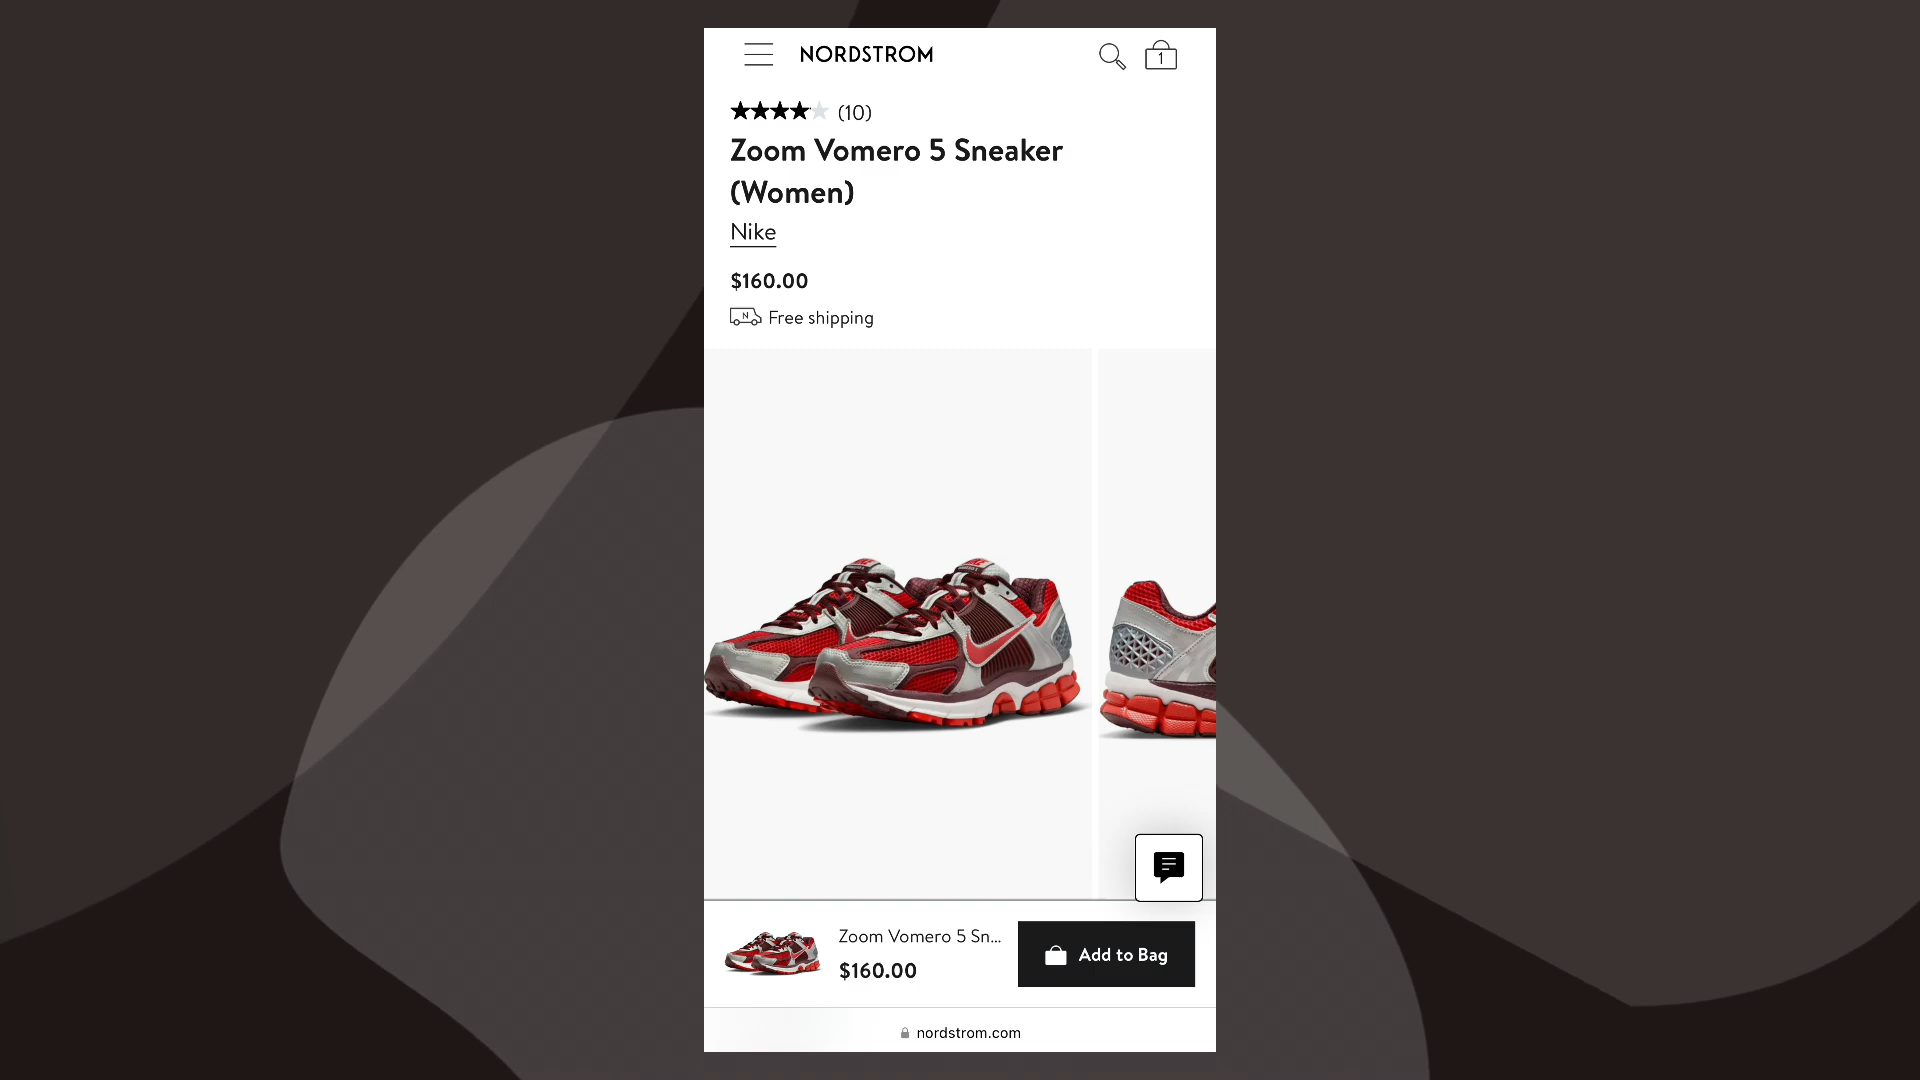 NORDSTROM
1
(10)
Zoom Vomero 5 Sneaker
(Women)
Nike
$160.00
N
Free shipping
Zoom Vomero 5 Sn...
$160.00
Add to Bag
nordstrom.com